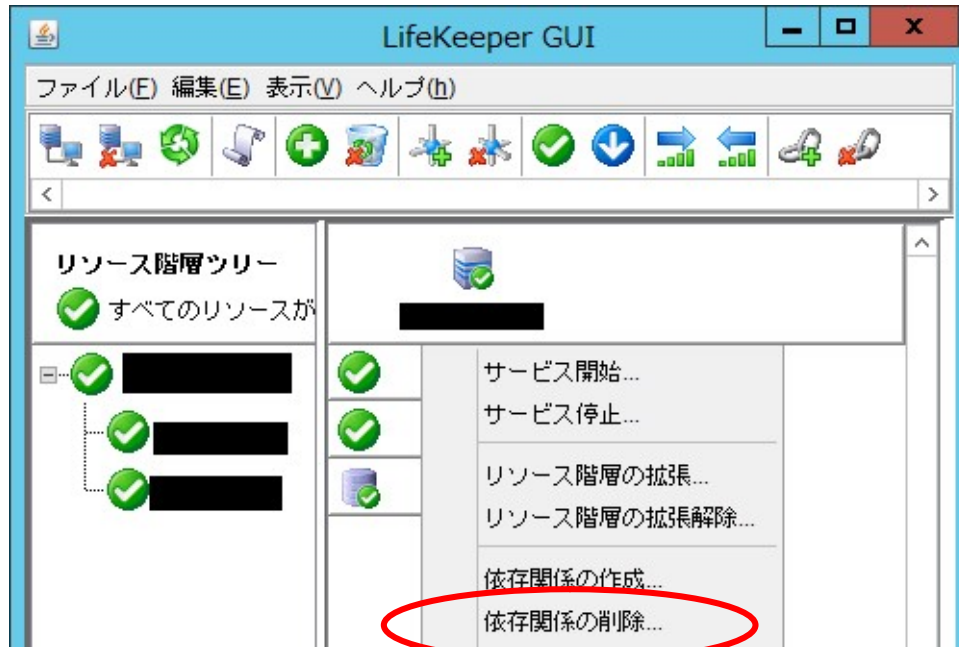 LifeKeeper GUI
ファイル(F) 編集(E) 表示(V) ヘルプ(h)
リソース階層ツリー
すべてのリソースが
サービス開始...
サービス停止...
リソース階層の拡張...
リソース階層の拡張解除...
依存関係の作成...
依存関係の削除...